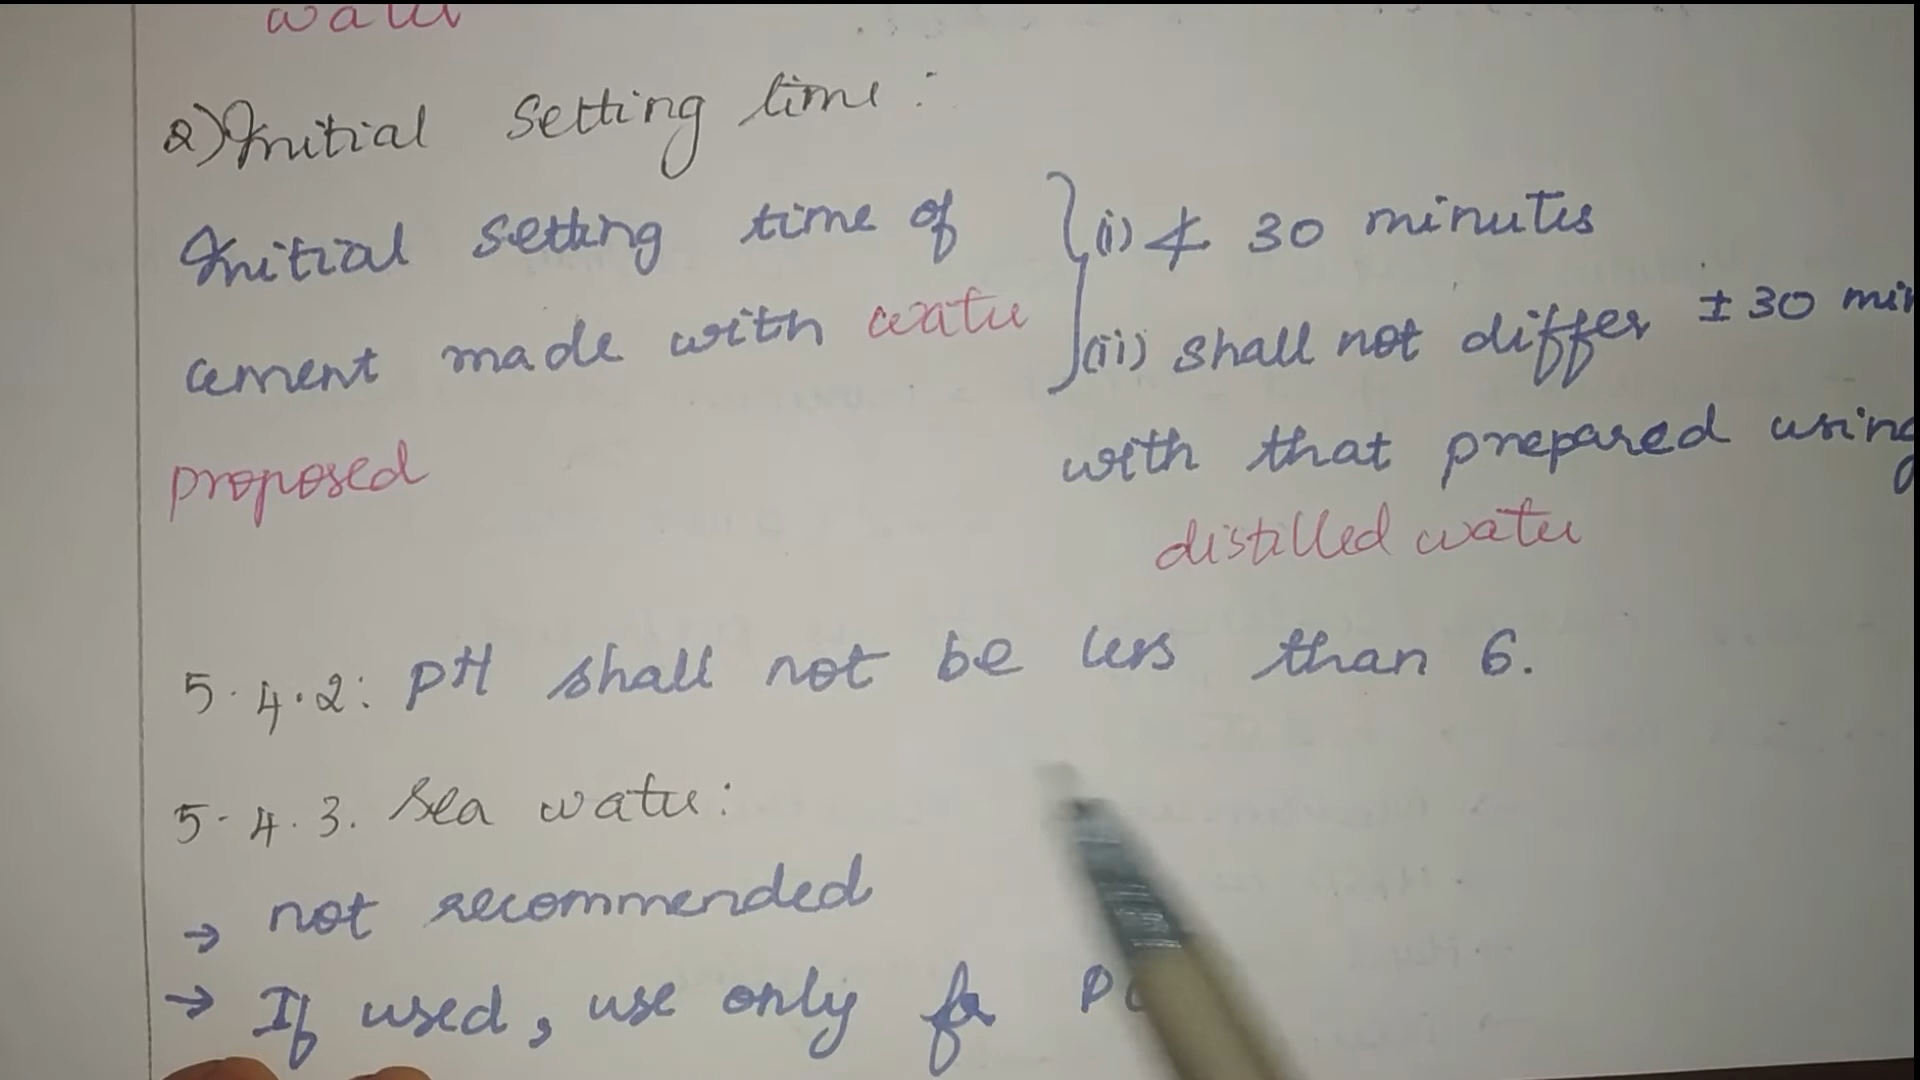 water
2) Initial setting time:
Initial setting time of
cement made with water
proposed
(i) ≮ 30 minutes
(ii) shall not differ ± 30 min
with that prepared using
distilled water
5.4.2: pH shall not be less than 6.
5.4.3. Sea water:
→ not recommended
→ If used, use only for